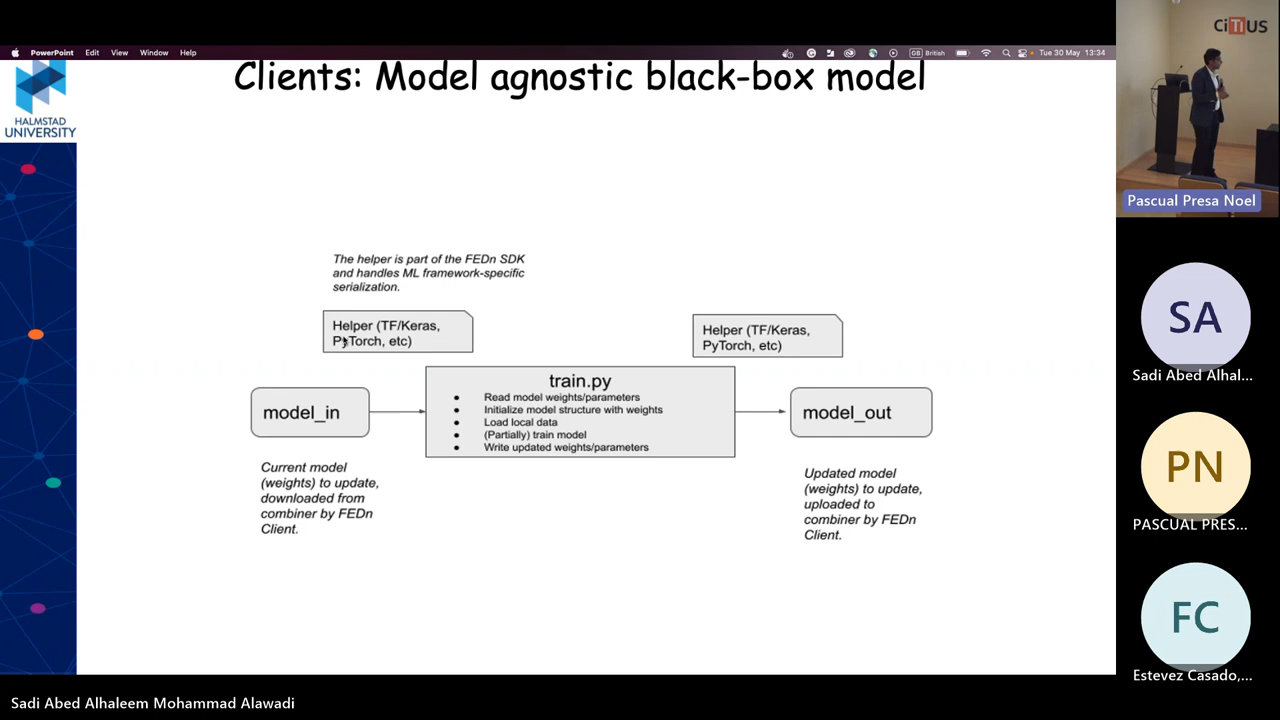 PowerPoint Edit View Window Help
British
Tue 30 May 13:34
Clients: Model agnostic black-box model
HALMSTAD
UNIVERSITY
The helper is part of the FEDn SDK
and handles ML framework-specific
serialization.
Helper (TF/Keras,
PyTorch, etc)
Helper (TF/Keras,
PyTorch, etc)
model_in
train.py
● Read model weights/parameters
● Initialize model structure with weights
● Load local data
● (Partially) train model
● Write updated weights/parameters
model_out
Current model
(weights) to update,
downloaded from
combiner by FEDn
Client.
Updated model
(weights) to update,
uploaded to
combiner by FEDn
Client.
CiTIUS
Pascual Presa Noel
SA
Sadi Abed Alhal...
PN
PASCUAL PRES...
FC
Estevez Casado,...
Sadi Abed Alhaleem Mohammad Alawadi